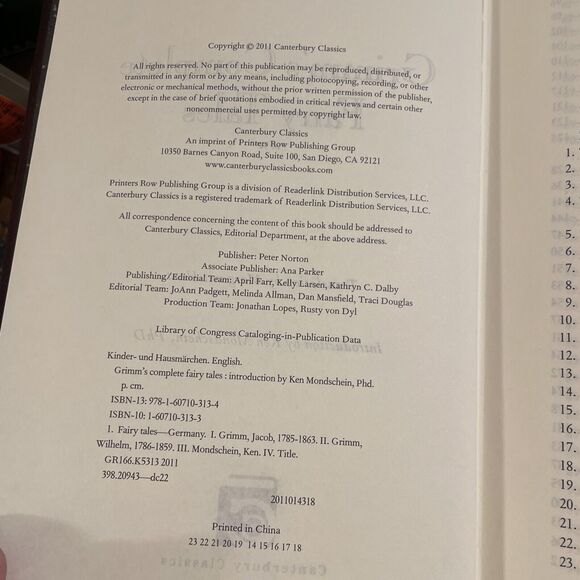 Copyright © 2011 Canterbury Classics
All rights reserved. No part of this publication may be reproduced, distributed, or
transmitted in any form or by any means, including photocopying, recording, or other
electronic or mechanical methods, without the prior written permission of the publisher,
except in the case of brief quotations embodied in critical reviews and certain other
noncommercial uses permitted by copyright law.
Canterbury Classics
An imprint of Printers Row Publishing Group
10350 Barnes Canyon Road, Suite 100, San Diego, CA 92121
www.canterburyclassicsbooks.com
Printers Row Publishing Group is a division of Readerlink Distribution Services, LLC.
Canterbury Classics is a registered trademark of Readerlink Distribution Services, LLC.
All correspondence concerning the content of this book should be addressed to
Canterbury Classics, Editorial Department, at the above address.
Publisher: Peter Norton
Associate Publisher: Ana Parker
Publishing/Editorial Team: April Farr, Kelly Larsen, Kathryn C. Dalby
Editorial Team: JoAnn Padgett, Melinda Allman, Dan Mansfield, Traci Douglas
Production Team: Jonathan Lopes, Rusty von Dyl
Library of Congress Cataloging-in-Publication Data
Kinder- und Hausmärchen. English.
Grimm's complete fairy tales : introduction by Ken Mondschein, Phd.
p. cm.
ISBN-13: 978-1-60710-313-4
ISBN-10: 1-60710-313-3
1. Fairy tales—Germany. I. Grimm, Jacob, 1785-1863. II. Grimm,
Wilhelm, 1786-1859. III. Mondschein, Ken. IV. Title.
GR166.K5313 2011
398.20943—dc22
2011014318
Printed in China
23 22 21 20 19 14 15 16 17 18
1.
2.
3.
4.
5.
6.
7.
8.
9.
10.
11.
12.
13.
14.
15.
16.
17.
18.
19.
20.
21.
22.
23.